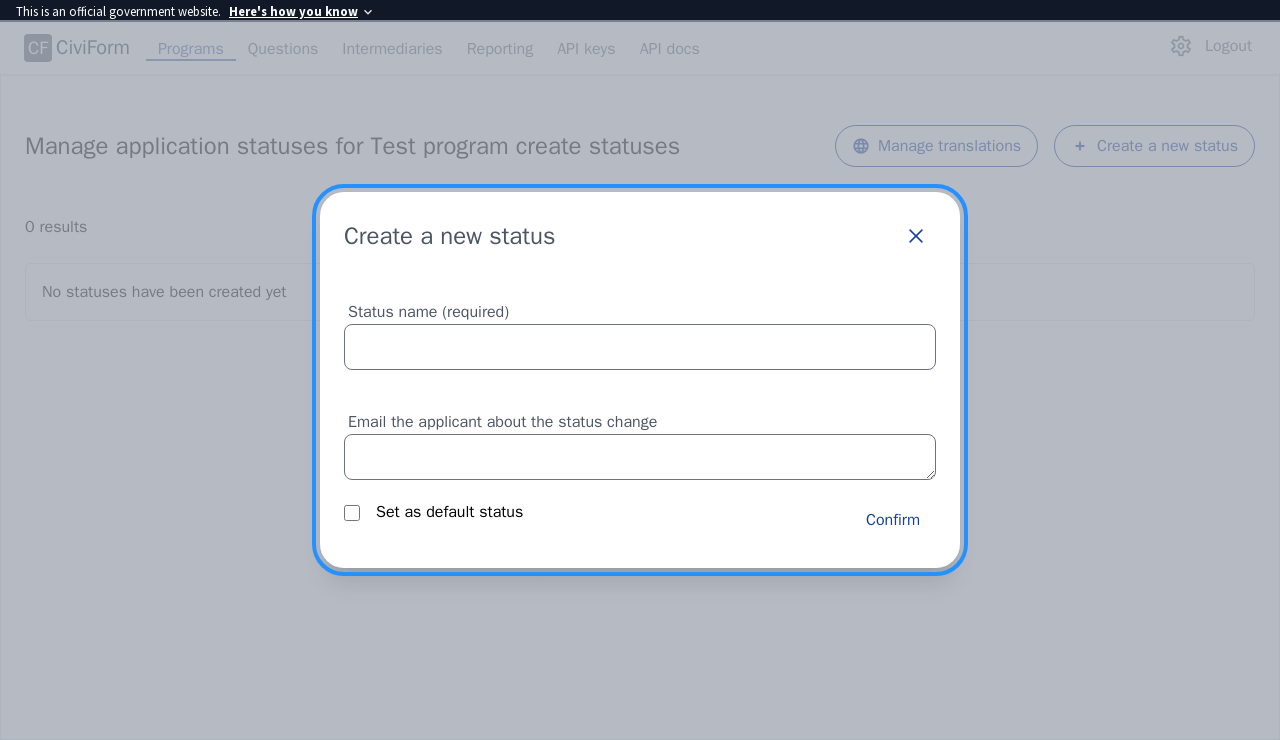 This is an official government website. Here's how you know
CF CiviForm Programs Questions Intermediaries Reporting API keys API docs Logout
Manage application statuses for Test program create statuses Manage translations + Create a new status
0 results
No statuses have been created yet
Create a new status
Status name (required)
Email the applicant about the status change
Set as default status
Confirm